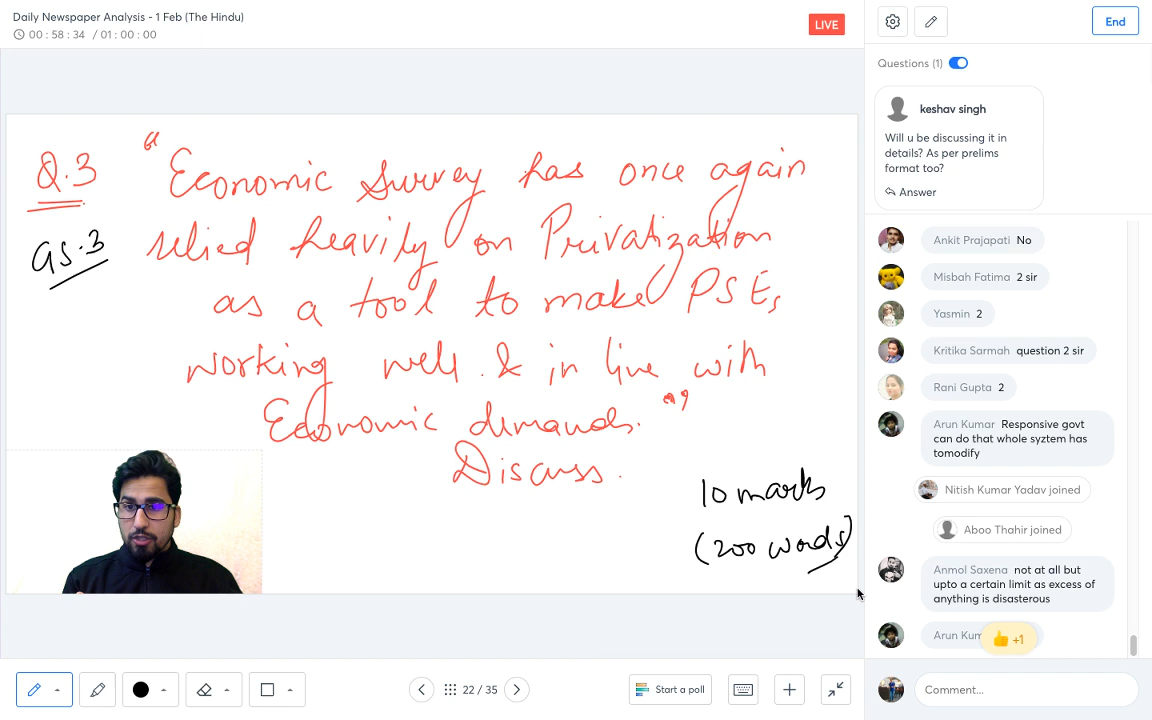 Daily Newspaper Analysis - 1 Feb (The Hindu)
00 : 58 : 34 / 01 : 00 : 00
LIVE
End
Questions (1)
keshav singh
Will u be discussing it in
details? As per prelims
format too?
Answer
Q.3 "Economic Survey has once again
GS-3 relied heavily on Privatization
as a tool to make PSEs
working well & in line with
Economic demands."
Discuss.
10 marks
(200 words)
Ankit Prajapati No
Misbah Fatima 2 sir
Yasmin 2
Kritika Sarmah question 2 sir
Rani Gupta 2
Arun Kumar Responsive govt
can do that whole syztem has
tomodify
Nitish Kumar Yadav joined
Aboo Thahir joined
Anmol Saxena not at all but
upto a certain limit as excess of
anything is disasterous
Arun Kum
+1
22 / 35
Start a poll
Comment...